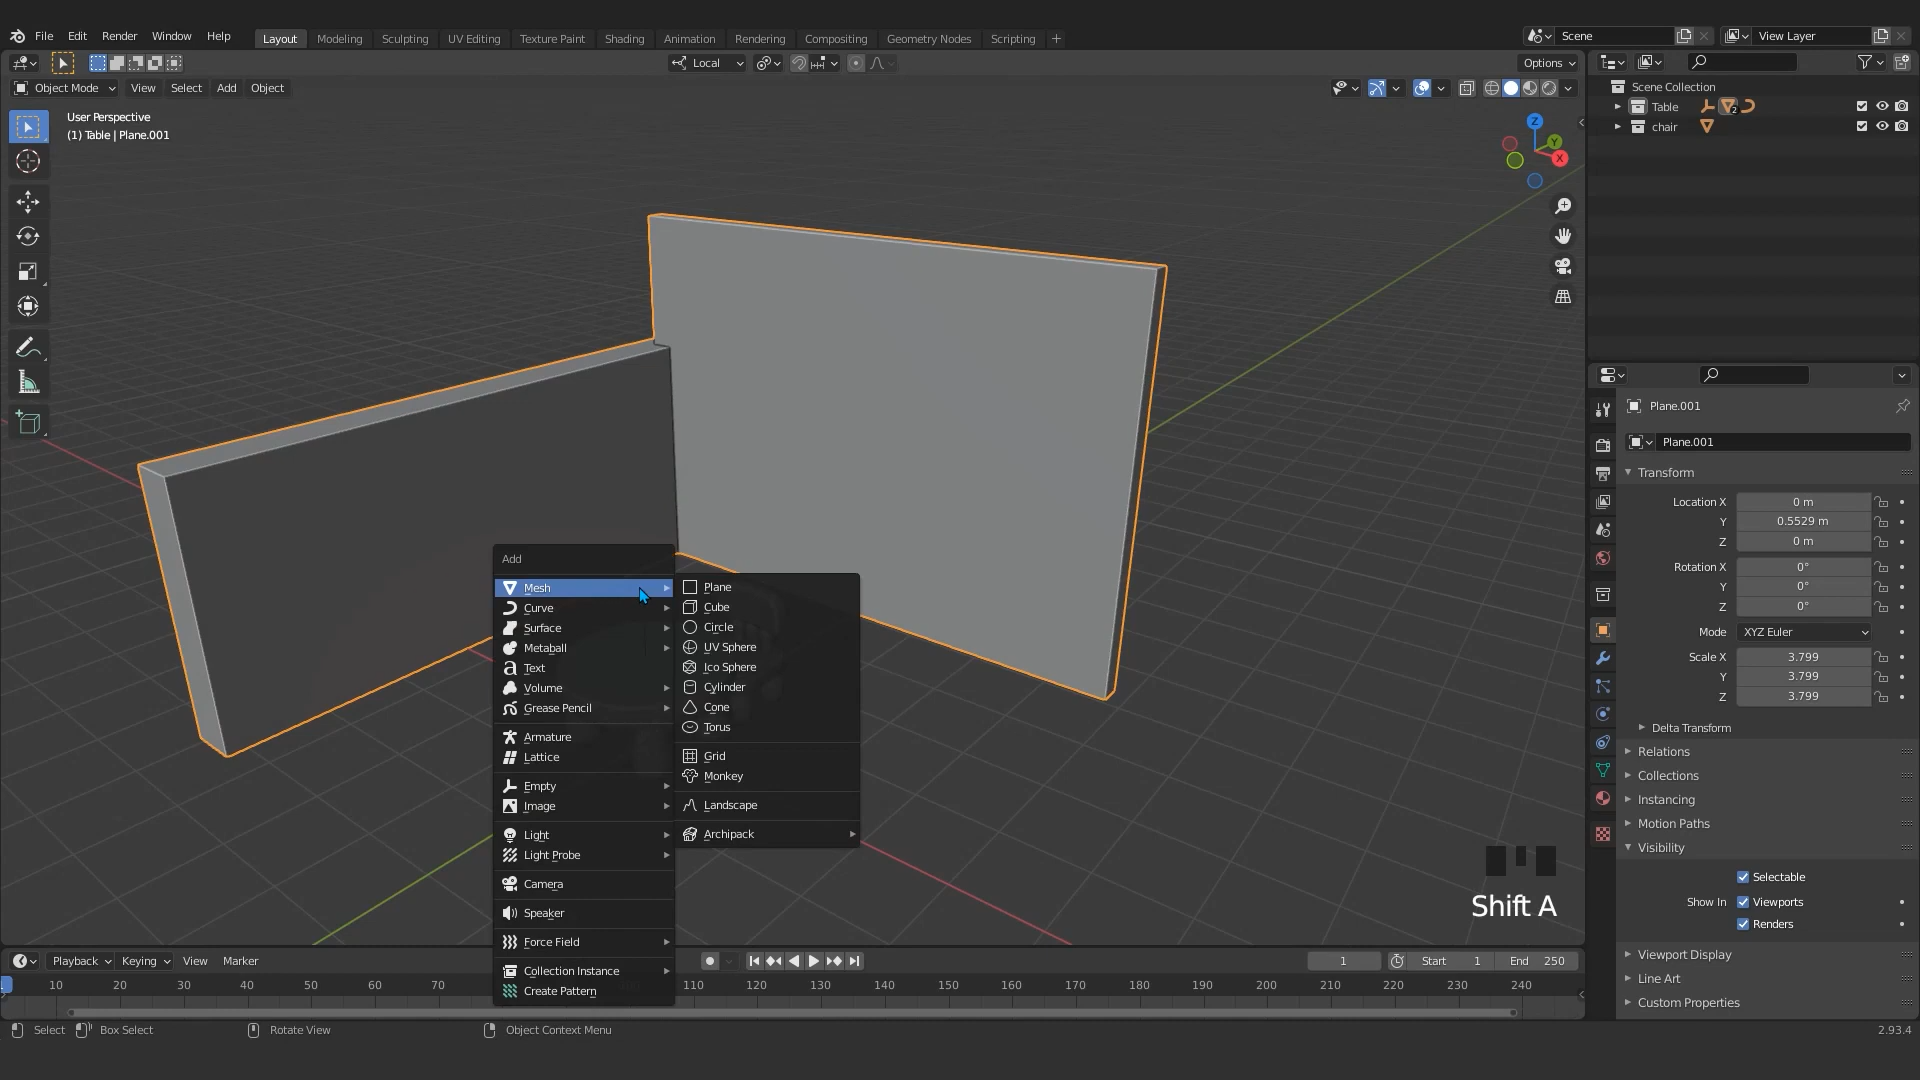 File Edit Render Window Help
Layout Modeling Sculpting UV Editing Texture Paint Shading Animation Rendering Compositing Geometry Nodes Scripting +
Scene
View Layer
Local
Options
Object Mode View Select Add Object
User Perspective
(1) Table | Plane.001
Z
Y
X
Scene Collection
Table
2
chair
Plane.001
Plane.001
Transform
Location X 0 m
Y 0.5529 m
Z 0 m
Rotation X 0°
Y 0°
Z 0°
Mode XYZ Euler
Scale X 3.799
Y 3.799
Z 3.799
Delta Transform
Relations
Collections
Instancing
Motion Paths
Visibility
Selectable
Show In Viewports
Renders
Viewport Display
Line Art
Custom Properties
Add
Mesh
Curve
Surface
Metaball
Text
Volume
Grease Pencil
Armature
Lattice
Empty
Image
Light
Light Probe
Camera
Speaker
Force Field
Collection Instance
Create Pattern
Plane
Cube
Circle
UV Sphere
Ico Sphere
Cylinder
Cone
Torus
Grid
Monkey
Landscape
Archipack
Shift A
Playback Keying View Marker
1 Start 1 End 250
10 20 30 40 50 60 70 110 120 130 140 150 160 170 180 190 200 210 220 230 240
Select Box Select Rotate View Object Context Menu
2.93.4